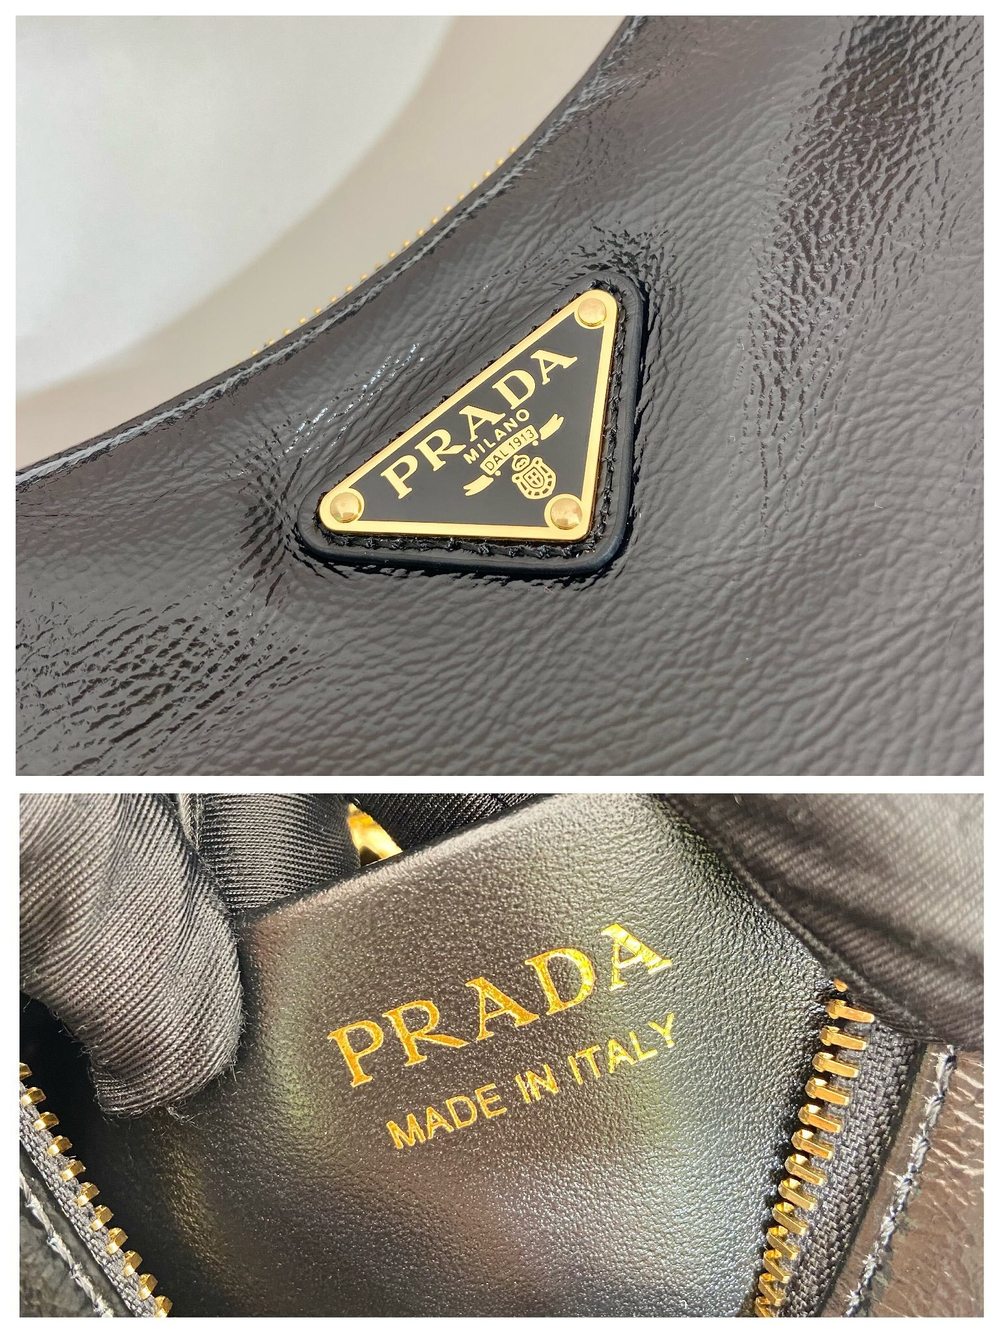 PRADA
MILANO
DAL 1913
PRADA
MADE IN ITALY